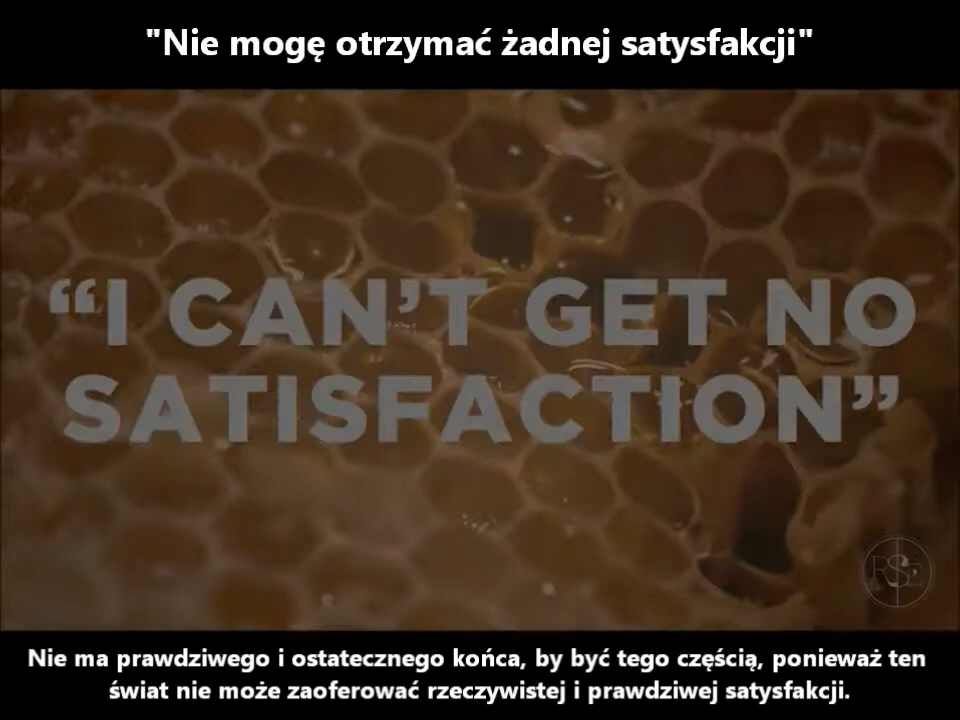 "Nie mogę otrzymać żadnej satysfakcji"
“I CAN’T GET NO
SATISFACTION”
RSE
Nie ma prawdziwego i ostatecznego końca, by być tego częścią, ponieważ ten
świat nie może zaoferować rzeczywistej i prawdziwej satysfakcji.